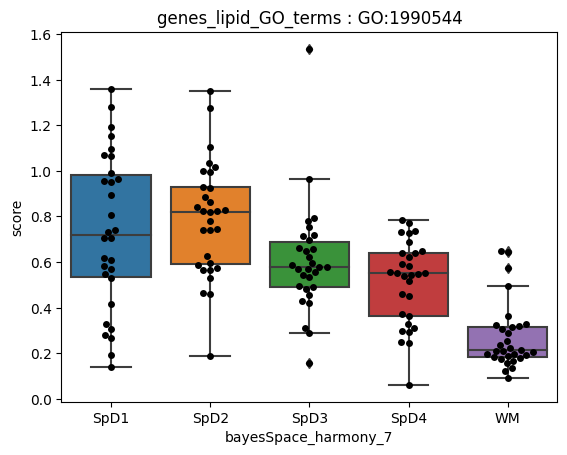 genes_lipid_GO_terms : GO:1990544
score
1.6
1.4
1.2
1.0
0.8
0.6
0.4
0.2
0.0
SpD1 SpD2 SpD3 SpD4 WM
bayesSpace_harmony_7